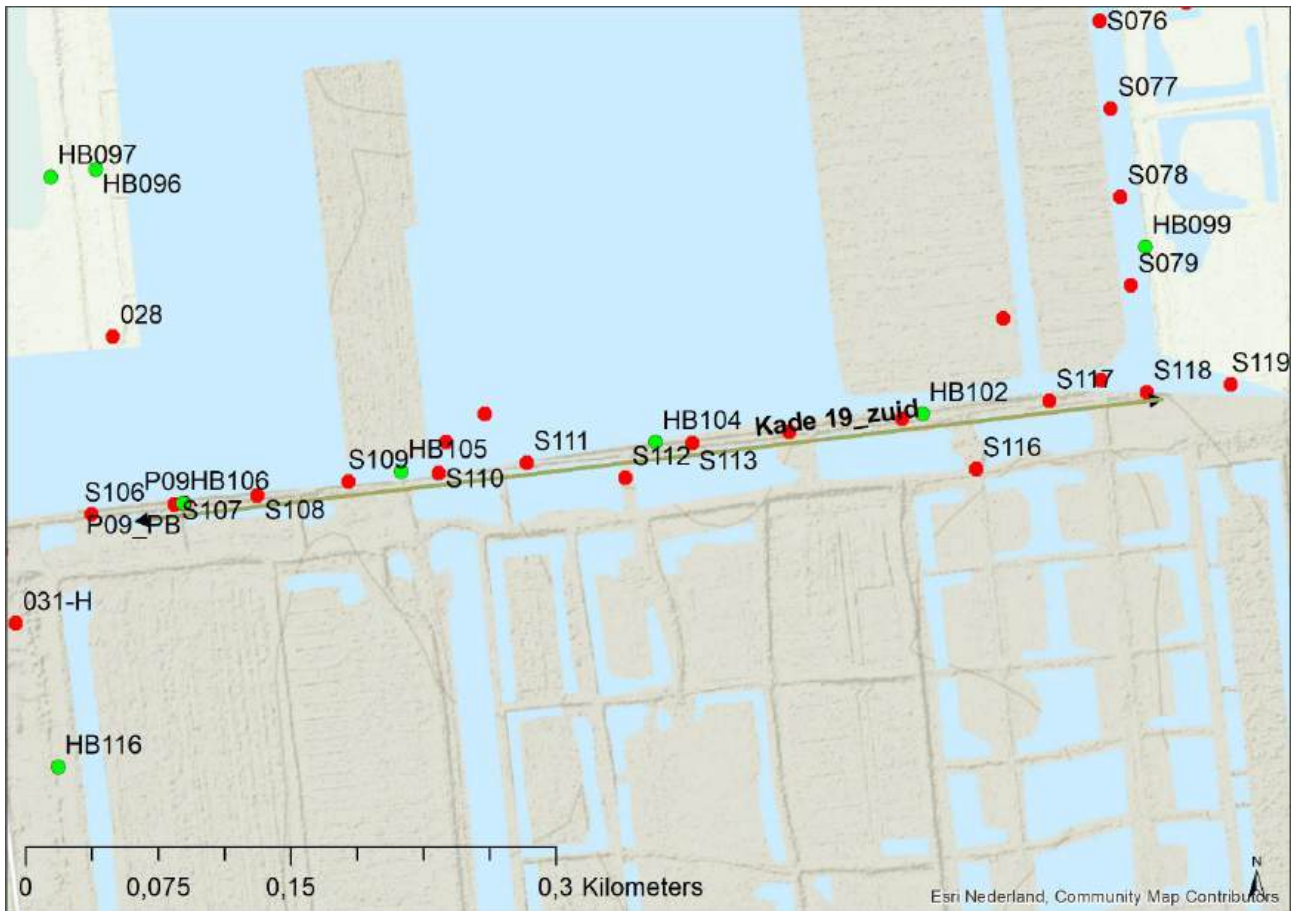 S076
S077
HB097
HB096
S078
HB099
S079
028
S119
S118
S117
HB102
Kade 19_zuid
HB104
S111
HB105
S109
S112
S113
S116
S110
P09HB106
S106
S107
S108
P09_PB
031-H
HB116
N
0 0,075 0,15 0,3 Kilometers
Esri Nederland, Community Map Contributors